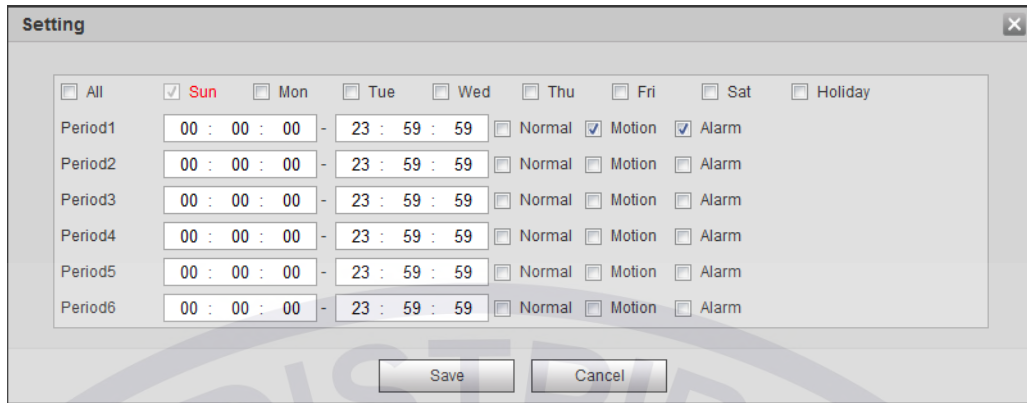 Setting
All Sun Mon Tue Wed Thu Fri Sat Holiday
Period1 00 : 00 : 00 - 23 : 59 : 59 Normal Motion Alarm
Period2 00 : 00 : 00 - 23 : 59 : 59 Normal Motion Alarm
Period3 00 : 00 : 00 - 23 : 59 : 59 Normal Motion Alarm
Period4 00 : 00 : 00 - 23 : 59 : 59 Normal Motion Alarm
Period5 00 : 00 : 00 - 23 : 59 : 59 Normal Motion Alarm
Period6 00 : 00 : 00 - 23 : 59 : 59 Normal Motion Alarm
Save Cancel